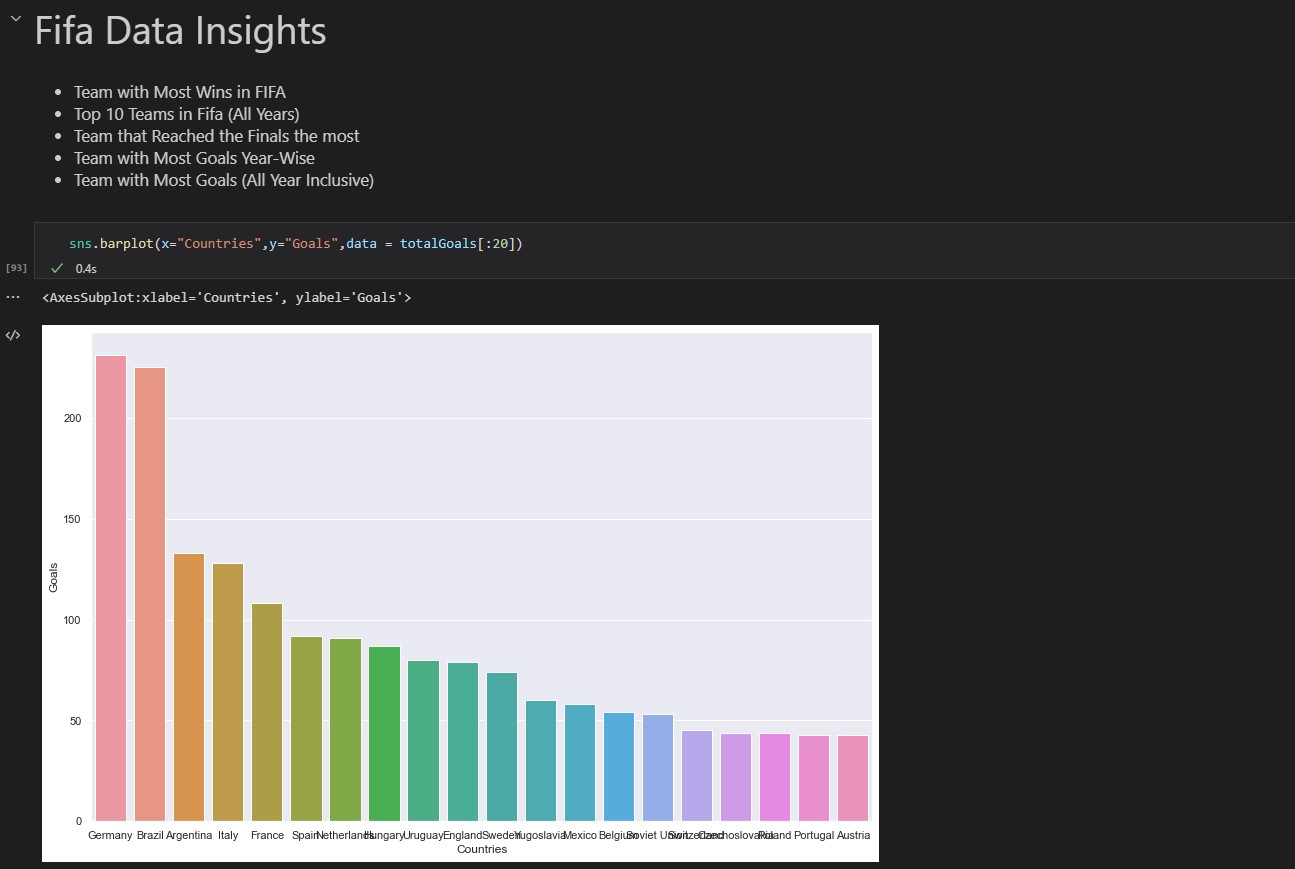 Fifa Data Insights
• Team with Most Wins in FIFA
• Top 10 Teams in Fifa (All Years)
• Team that Reached the Finals the most
• Team with Most Goals Year-Wise
• Team with Most Goals (All Year Inclusive)
sns.barplot(x="Countries",y="Goals",data = totalGoals[:20])
[93] 0.4s
<AxesSubplot:xlabel='Countries', ylabel='Goals'>
200
150
Goals
100
50
0
Germany Brazil Argentina Italy France Spain Netherlands Hungary Uruguay England Sweden Yugoslavia Mexico Belgium Soviet Union Switzerland Czechoslovakia Poland Portugal Austria
Countries